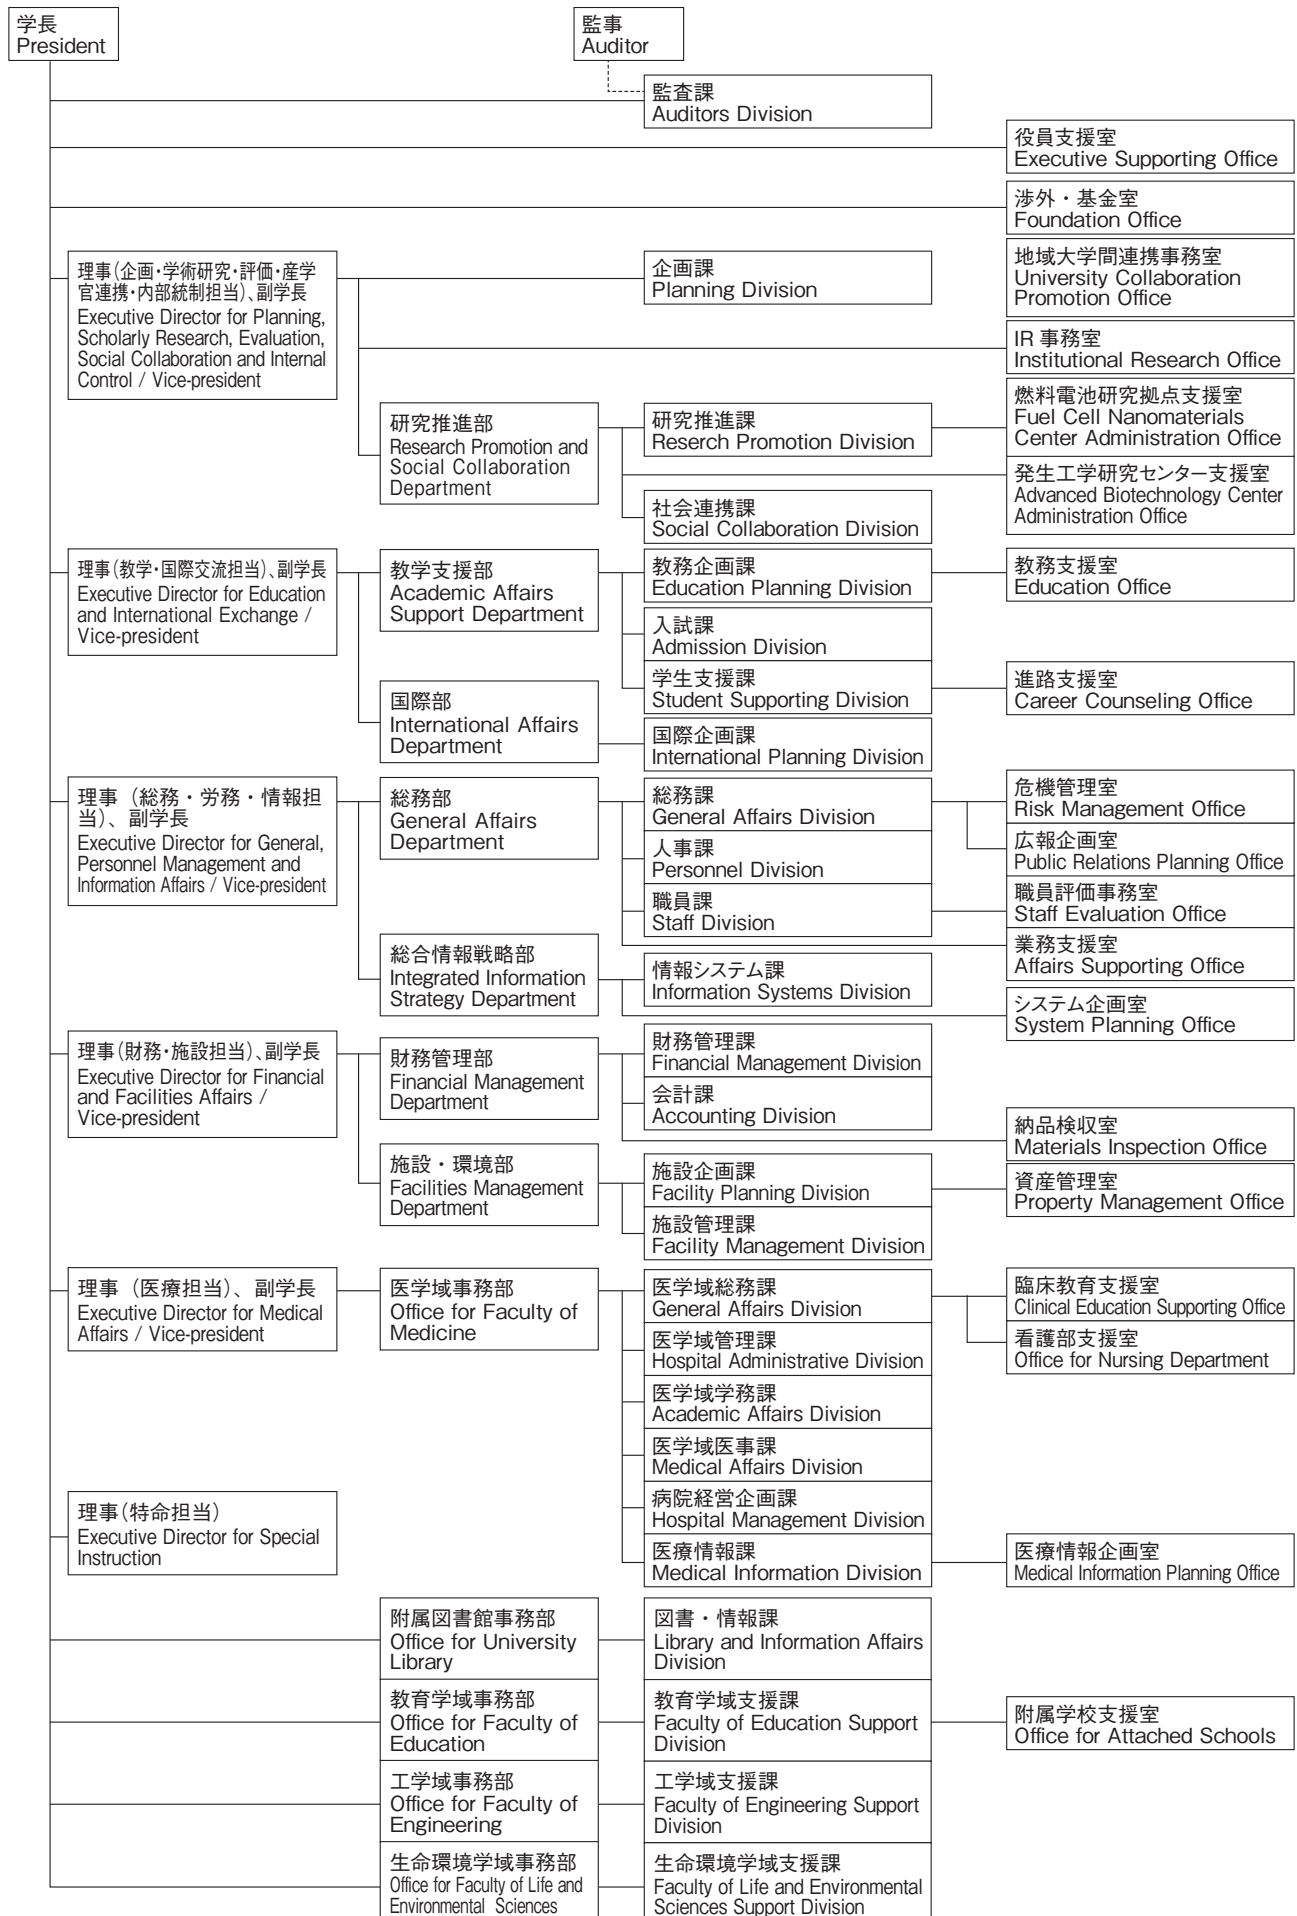 学長
President
監事
Auditor
監査課
Auditors Division
役員支援室
Executive Supporting Office
渉外・基金室
Foundation Office
理事(企画・学術研究・評価・産学
官連携・内部統制担当)、副学長
Executive Director for Planning,
Scholarly Research, Evaluation,
Social Collaboration and Internal
Control / Vice-president
企画課
Planning Division
地域大学間連携事務室
University Collaboration
Promotion Office
IR 事務室
Institutional Research Office
研究推進部
Research Promotion and
Social Collaboration
Department
研究推進課
Reserch Promotion Division
燃料電池研究拠点支援室
Fuel Cell Nanomaterials
Center Administration Office
発生工学研究センター支援室
Advanced Biotechnology Center
Administration Office
社会連携課
Social Collaboration Division
理事(教学・国際交流担当)、副学長
Executive Director for Education
and International Exchange /
Vice-president
教学支援部
Academic Affairs
Support Department
教務企画課
Education Planning Division
教務支援室
Education Office
入試課
Admission Division
学生支援課
Student Supporting Division
進路支援室
Career Counseling Office
国際部
International Affairs
Department
国際企画課
International Planning Division
理事(総務・労務・情報担
当)、副学長
Executive Director for General,
Personnel Management and
Information Affairs / Vice-president
総務部
General Affairs
Department
総務課
General Affairs Division
危機管理室
Risk Management Office
広報企画室
Public Relations Planning Office
人事課
Personnel Division
職員課
Staff Division
職員評価事務室
Staff Evaluation Office
業務支援室
Affairs Supporting Office
総合情報戦略部
Integrated Information
Strategy Department
情報システム課
Information Systems Division
システム企画室
System Planning Office
理事(財務・施設担当)、副学長
Executive Director for Financial
and Facilities Affairs /
Vice-president
財務管理部
Financial Management
Department
財務管理課
Financial Management Division
会計課
Accounting Division
納品検収室
Materials Inspection Office
施設・環境部
Facilities Management
Department
施設企画課
Facility Planning Division
資産管理室
Property Management Office
施設管理課
Facility Management Division
理事(医療担当)、副学長
Executive Director for Medical
Affairs / Vice-president
医学域事務部
Office for Faculty of
Medicine
医学域総務課
General Affairs Division
臨床教育支援室
Clinical Education Supporting Office
看護部支援室
Office for Nursing Department
医学域管理課
Hospital Administrative Division
医学域学務課
Academic Affairs Division
医学域医事課
Medical Affairs Division
病院経営企画課
Hospital Management Division
医療情報課
Medical Information Division
医療情報企画室
Medical Information Planning Office
理事(特命担当)
Executive Director for Special
Instruction
附属図書館事務部
Office for University
Library
図書・情報課
Library and Information Affairs
Division
教育学域事務部
Office for Faculty of
Education
教育学域支援課
Faculty of Education Support
Division
附属学校支援室
Office for Attached Schools
工学域事務部
Office for Faculty of
Engineering
工学域支援課
Faculty of Engineering Support
Division
生命環境学域事務部
Office for Faculty of Life and
Environmental Sciences
生命環境学域支援課
Faculty of Life and Environmental
Sciences Support Division